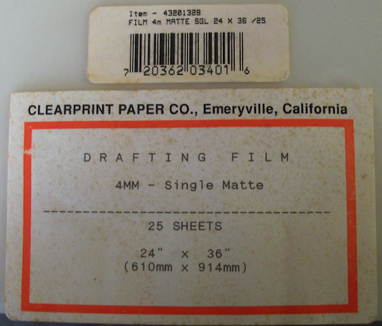 Item - 43201328
FILM 4m MATTE SGL 24 X 36 /25
7 20362 03401 6
CLEARPRINT PAPER CO., Emeryville, California
DRAFTING FILM
4MM - Single Matte
25 SHEETS
24" x 36"
(610mm x 914mm)